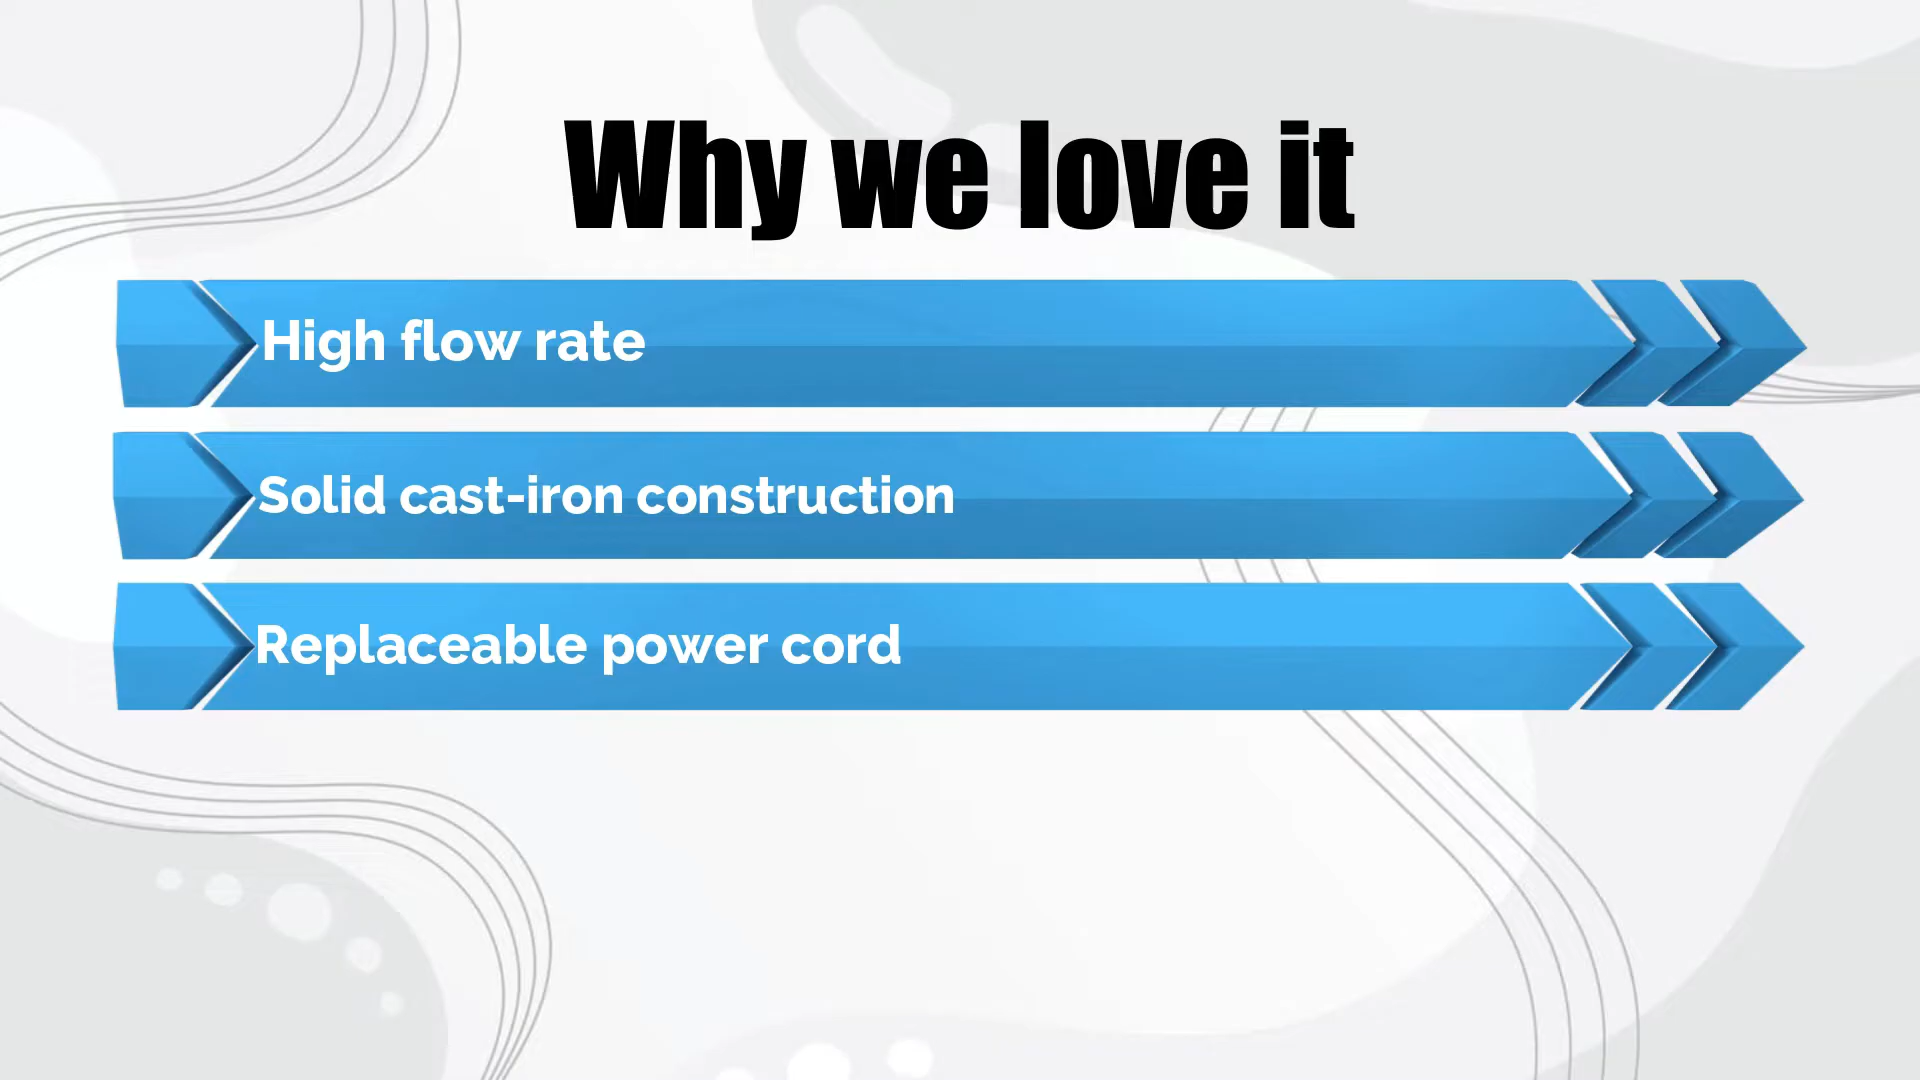 Why we love it
High flow rate
Solid cast-iron construction
Replaceable power cord